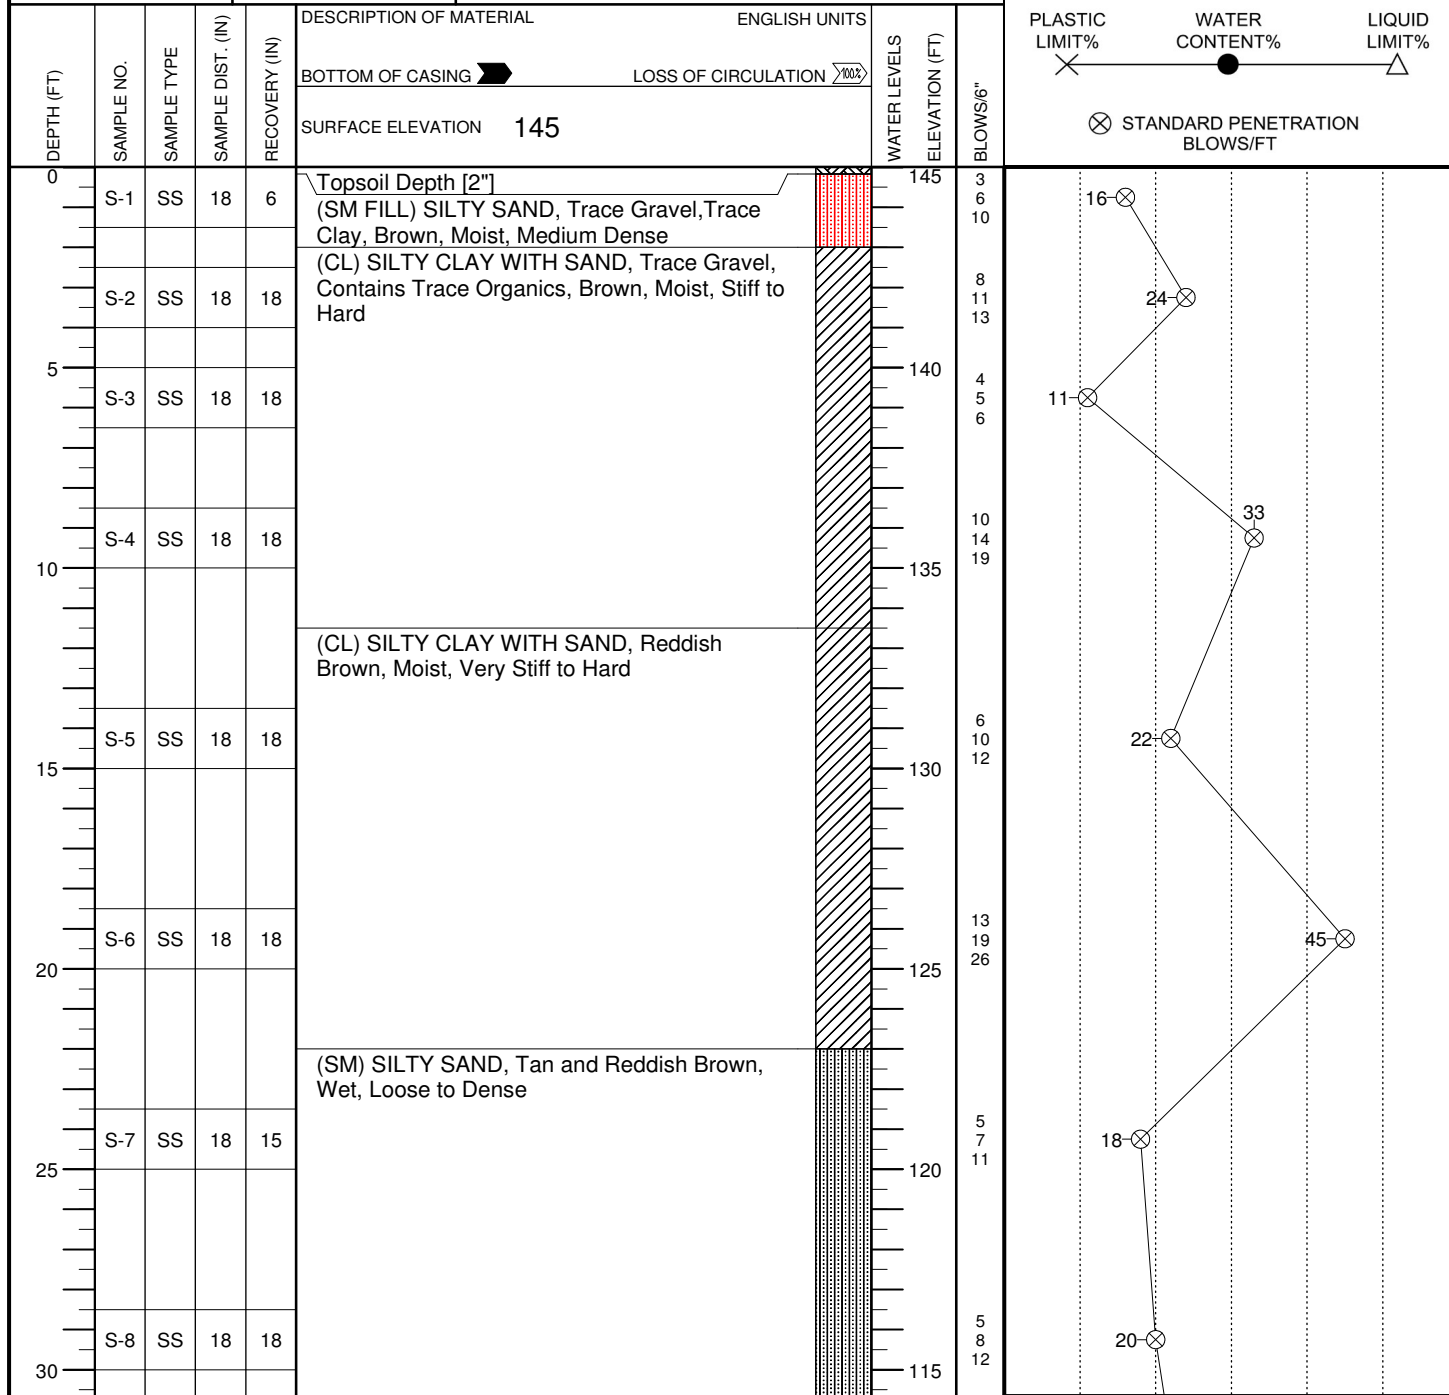 DESCRIPTION OF MATERIAL ENGLISH UNITS
BOTTOM OF CASING LOSS OF CIRCULATION 100%
SURFACE ELEVATION 145
DEPTH (FT)
SAMPLE NO.
SAMPLE TYPE
SAMPLE DIST. (IN)
RECOVERY (IN)
WATER LEVELS
ELEVATION (FT)
BLOWS/6"
PLASTIC WATER LIQUID
LIMIT% CONTENT% LIMIT%
STANDARD PENETRATION
BLOWS/FT
0 145
Topsoil Depth [2"]
S-1 SS 18 6
(SM FILL) SILTY SAND, Trace Gravel,Trace
Clay, Brown, Moist, Medium Dense
3
6
10
16
(CL) SILTY CLAY WITH SAND, Trace Gravel,
Contains Trace Organics, Brown, Moist, Stiff to
Hard
S-2 SS 18 18
8
11
13
24
5 140
S-3 SS 18 18
4
5
6
11
S-4 SS 18 18
10
14
19
33
10 135
(CL) SILTY CLAY WITH SAND, Reddish
Brown, Moist, Very Stiff to Hard
S-5 SS 18 18
6
10
12
22
15 130
S-6 SS 18 18
13
19
26
45
20 125
(SM) SILTY SAND, Tan and Reddish Brown,
Wet, Loose to Dense
S-7 SS 18 15
5
7
11
18
25 120
S-8 SS 18 18
5
8
12
20
30 115